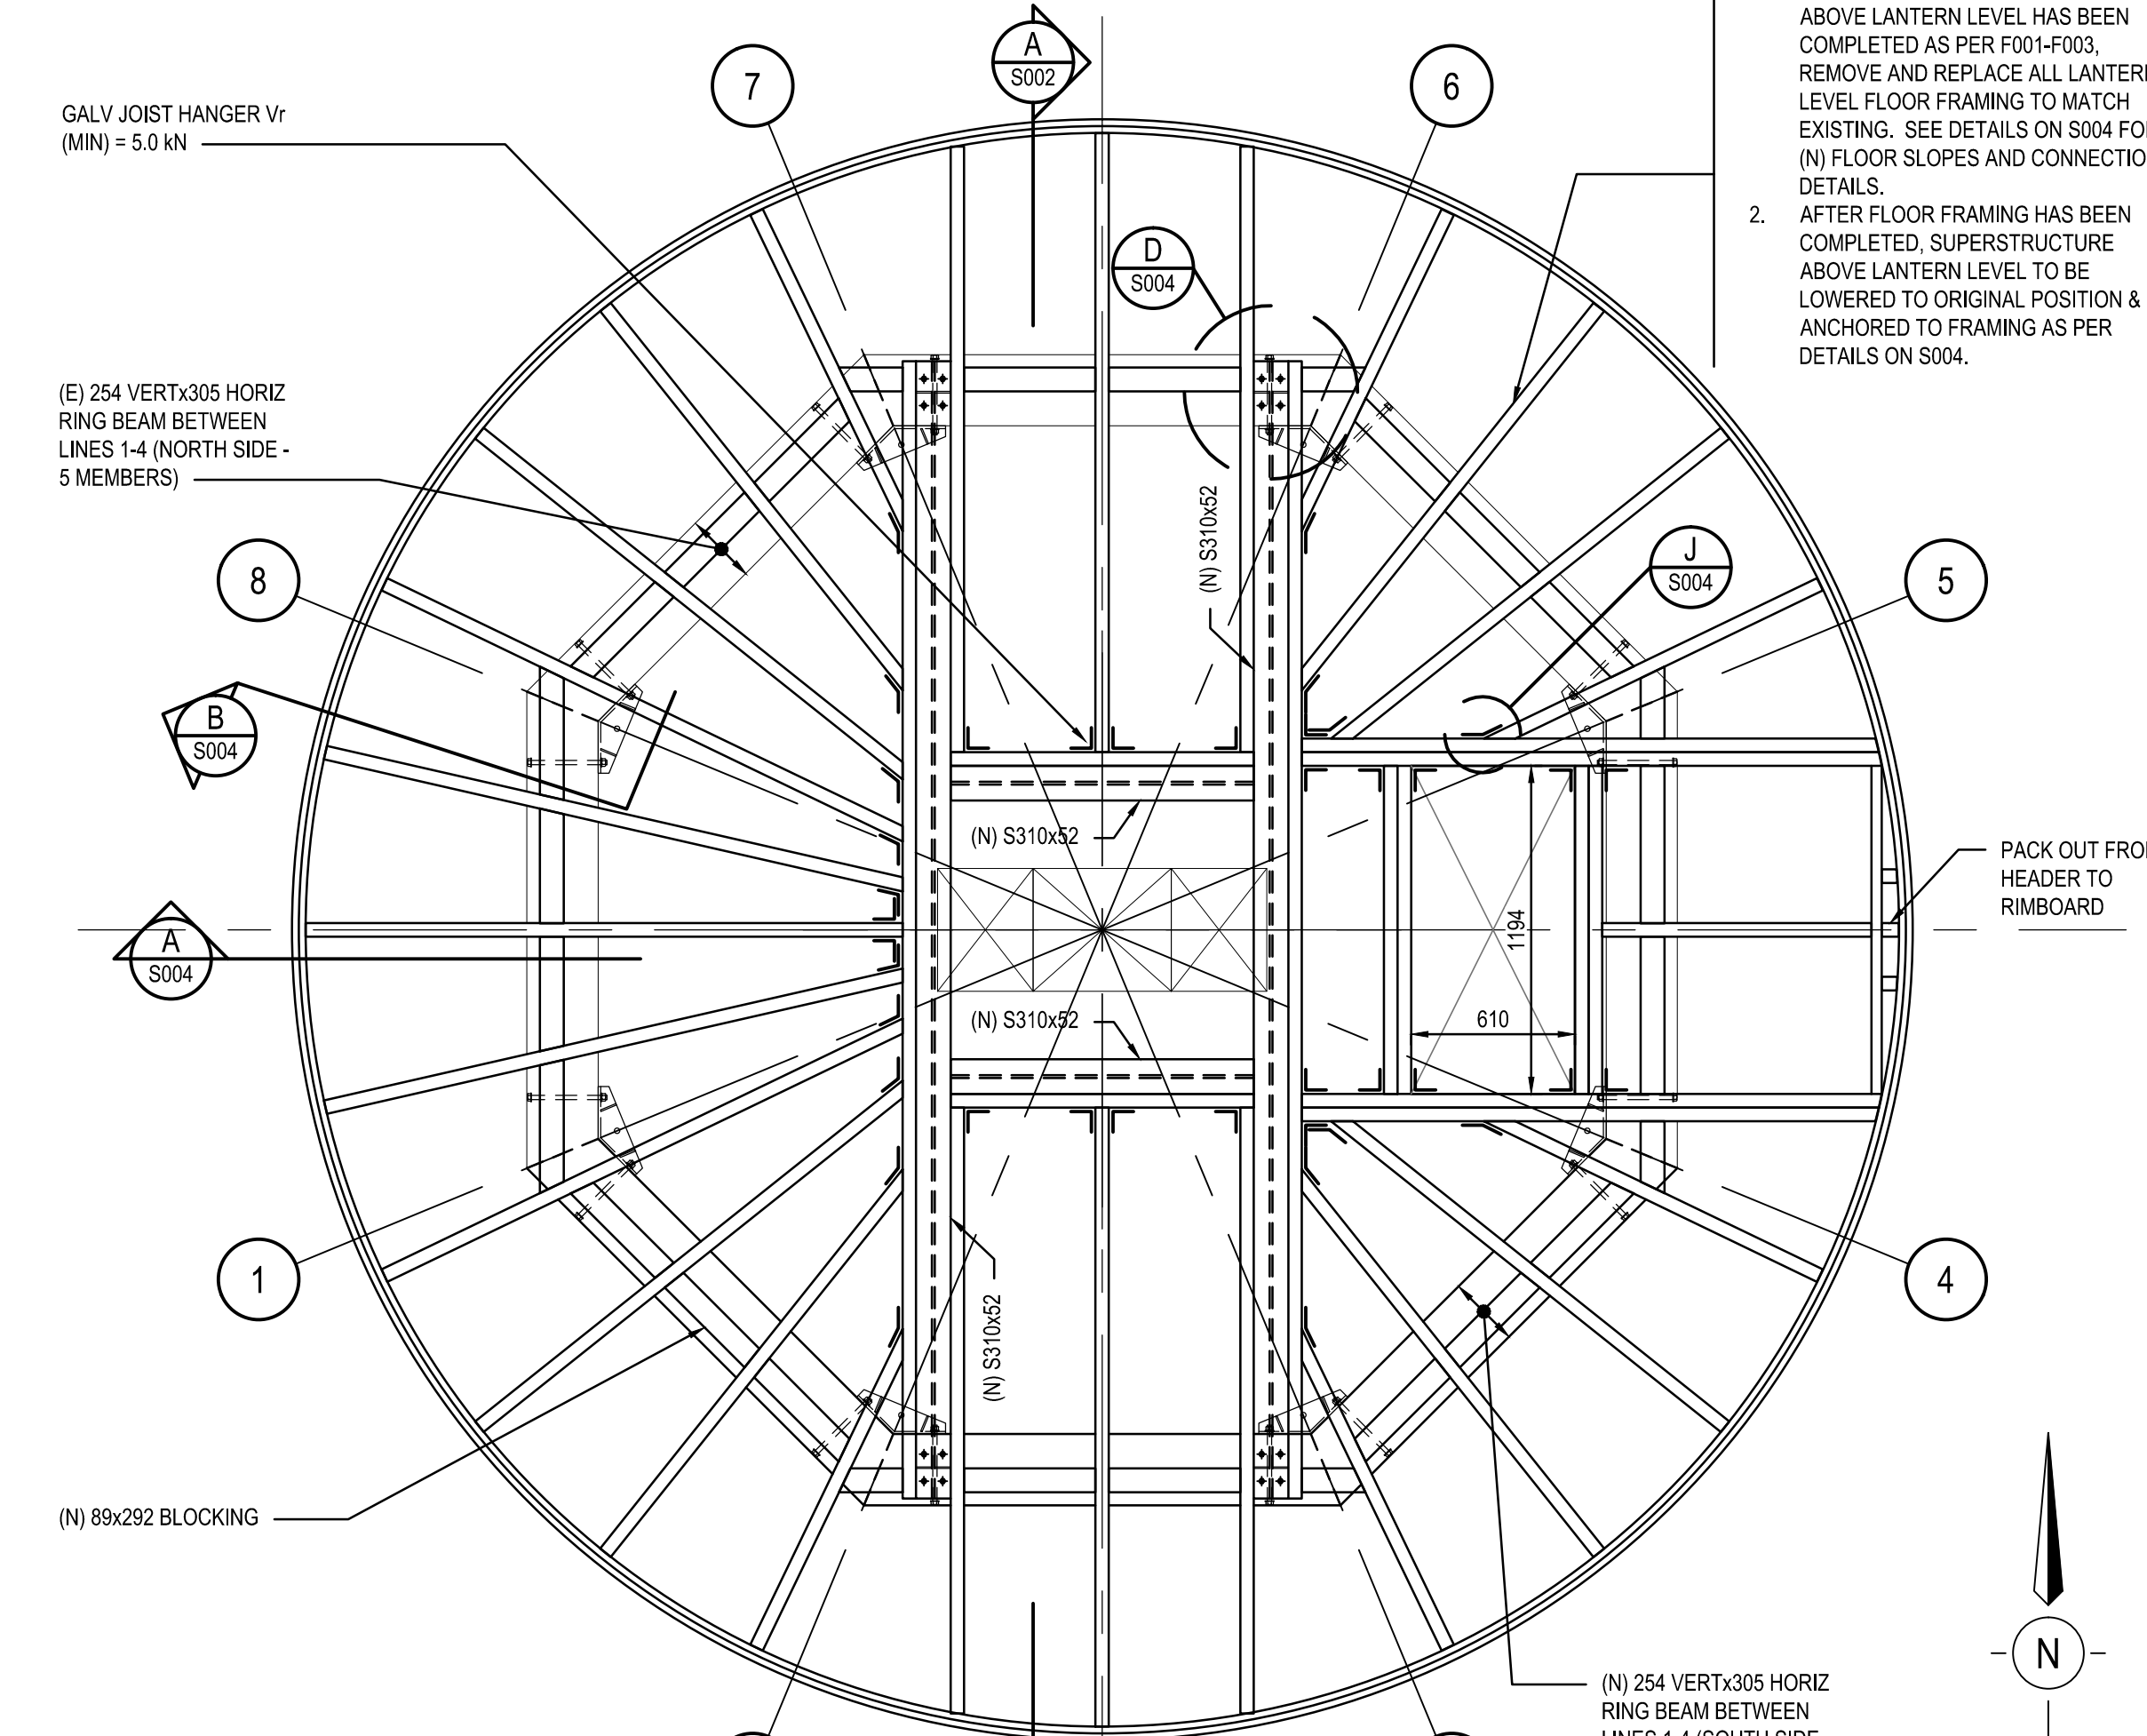 ABOVE LANTERN LEVEL HAS BEEN
COMPLETED AS PER F001-F003,
REMOVE AND REPLACE ALL
LEVEL FLOOR FRAMING TO MATCH
EXISTING. SEE DETAILS ON S004
(N) FLOOR SLOPES AND
DETAILS.
2. AFTER FLOOR FRAMING HAS BEEN
COMPLETED, SUPERSTRUCTURE
ABOVE LANTERN LEVEL TO BE
LOWERED TO ORIGINAL POSITION &
ANCHORED TO FRAMING AS PER
DETAILS ON S004.
A
S002
7
6
GALV JOIST HANGER Vr
(MIN) = 5.0 kN
D
S004
(E) 254 VERTx305 HORIZ
RING BEAM BETWEEN
LINES 1-4 (NORTH SIDE -
5 MEMBERS)
(N) S310x52
J
S004
8
5
B
S004
(N) S310x52
PACK OUT
HEADER TO
RIMBOARD
1194
A
S004
(N) S310x52
610
1
4
(N) S310x52
(N) 89x292 BLOCKING
N
(N) 254 VERTx305 HORIZ
RING BEAM BETWEEN
LINES 1-4 (SOUTH SIDE